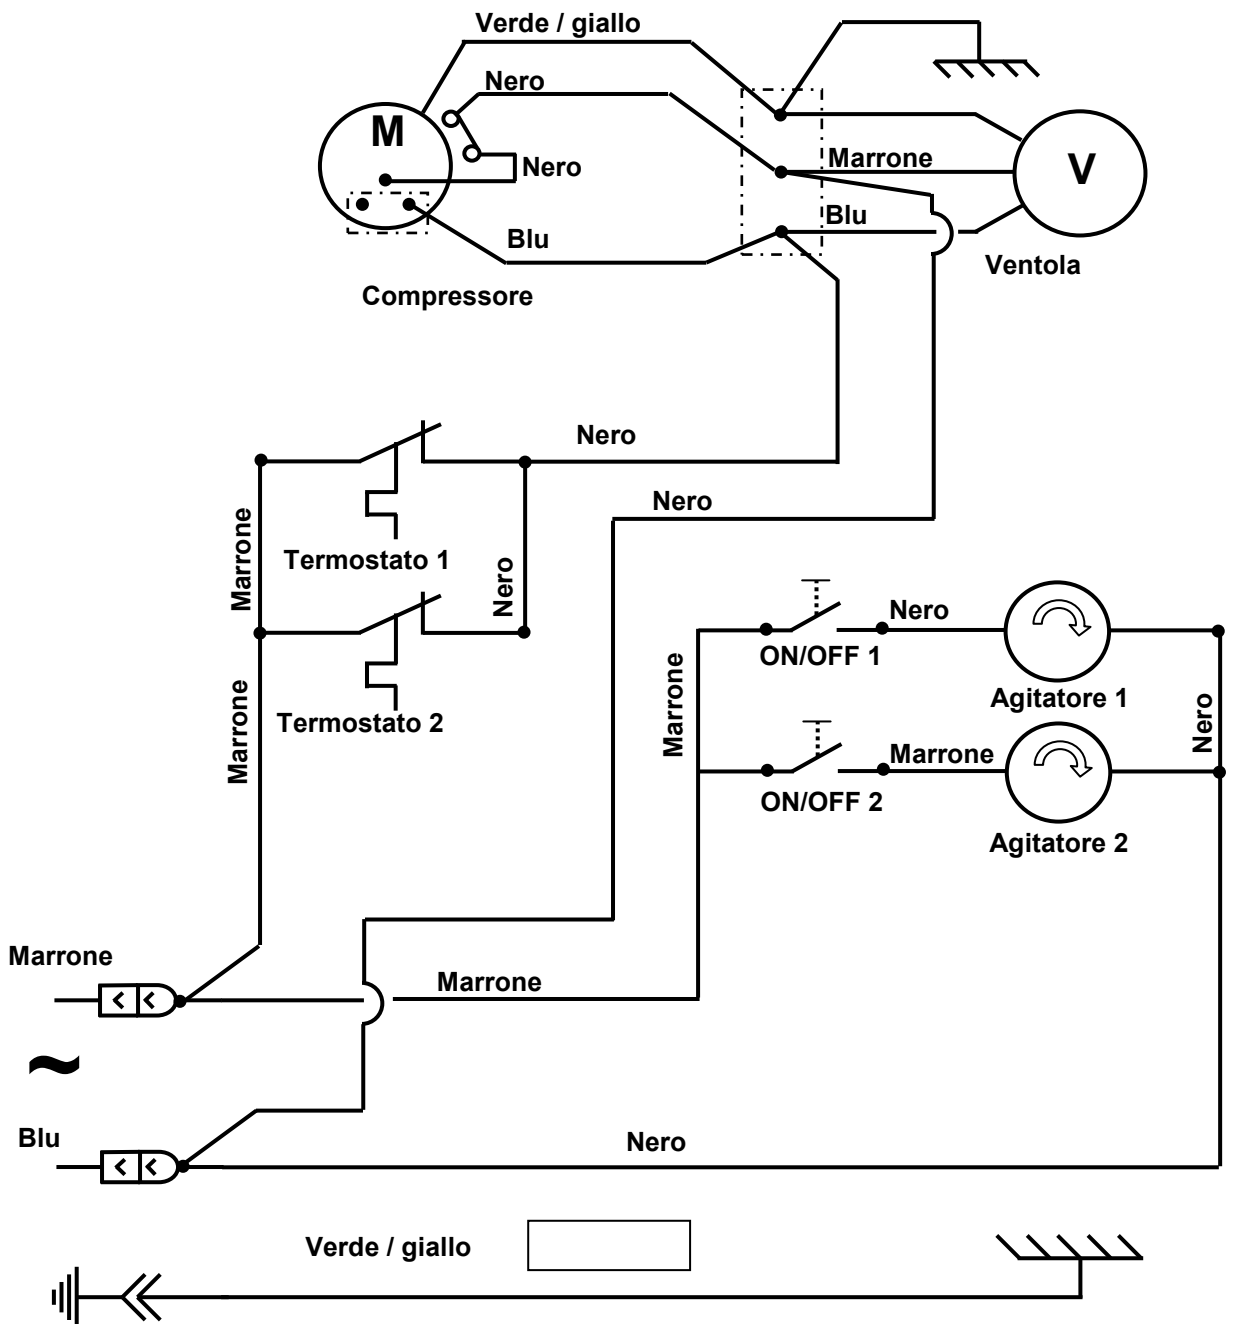 Verde / giallo
Nero
M
Nero
Marrone
V
Blu
Blu
Ventola
Compressore
Nero
Nero
Marrone
Termostato 1
Nero
Nero
ON/OFF 1
Marrone
Agitatore 1
Marrone
Termostato 2
Nero
Marrone
ON/OFF 2
Agitatore 2
Marrone
Marrone
~
Blu
Nero
Verde / giallo